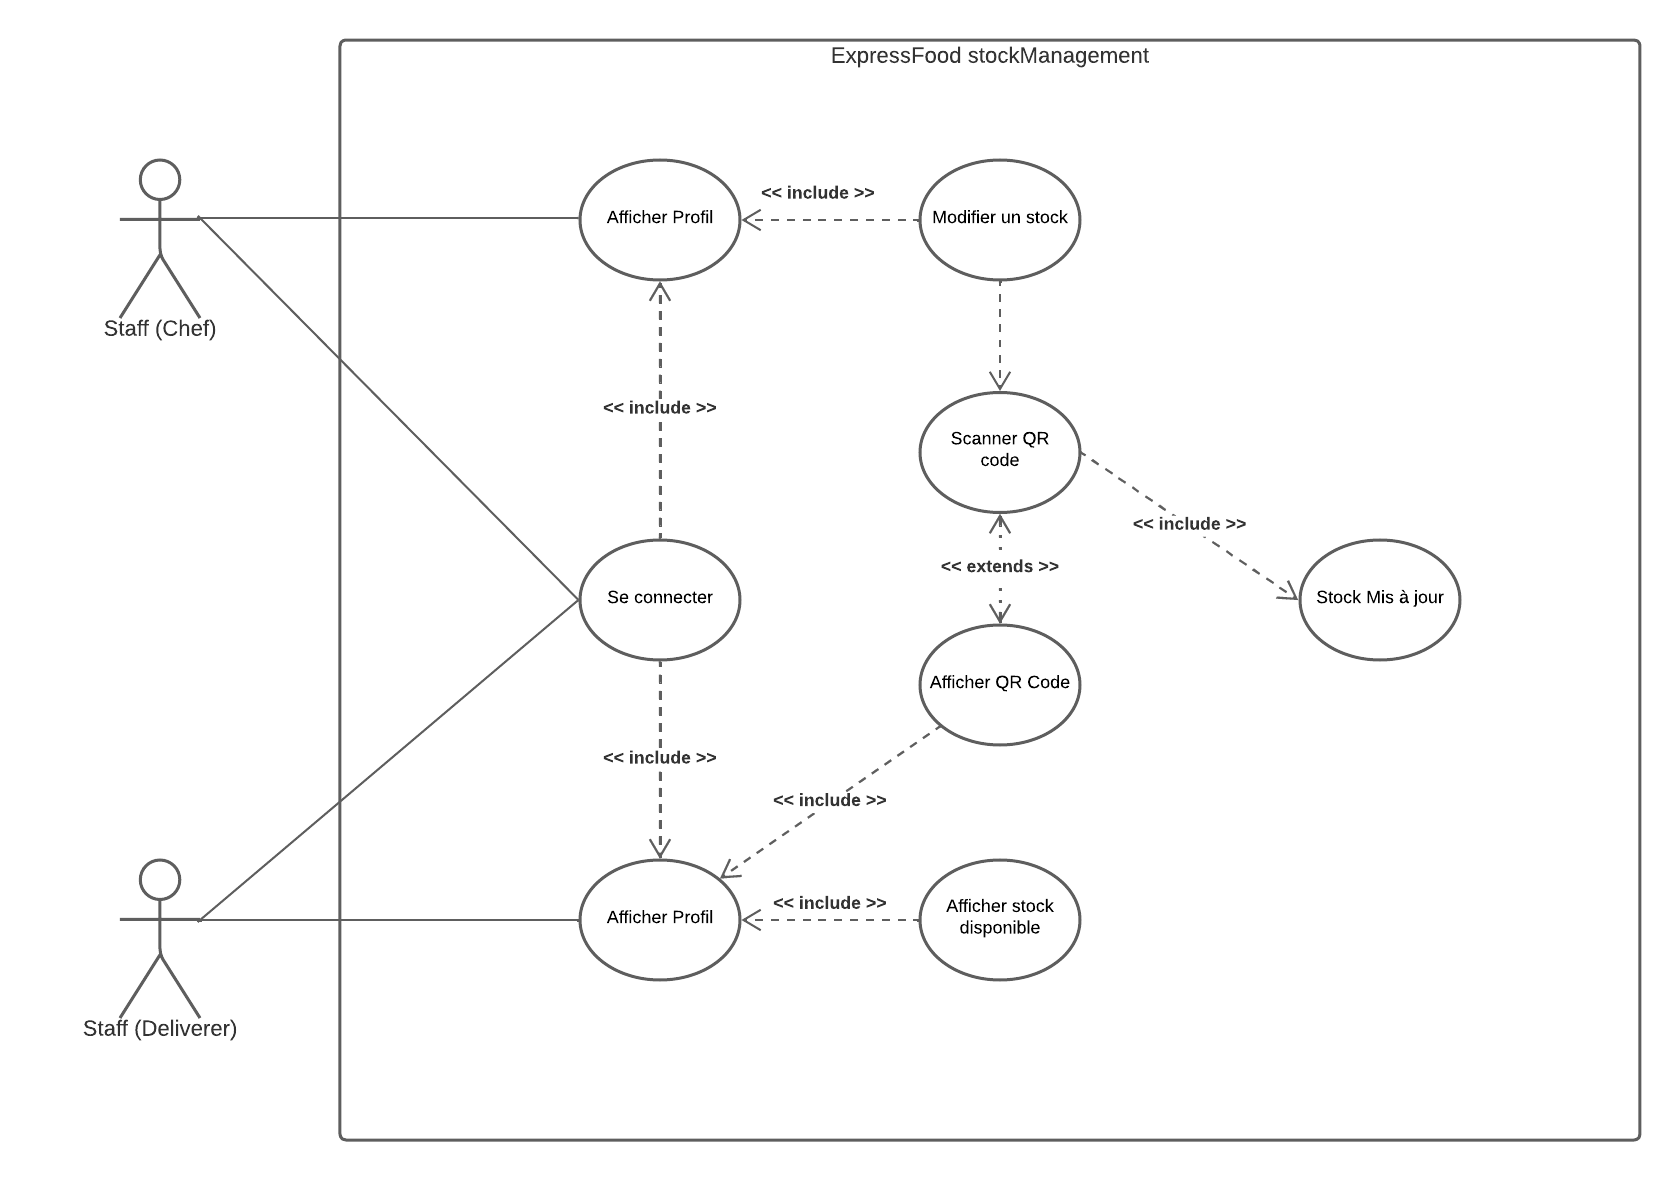 ExpressFood stockManagement
Afficher Profil
<< include >>
Modifier un stock
Staff (Chef)
<< include >>
Scanner QR
code
<< include >>
<< extends >>
Se connecter
Stock Mis à jour
Afficher QR Code
<< include >>
<< include >>
Afficher Profil
<< include >>
Afficher stock
disponible
Staff (Deliverer)